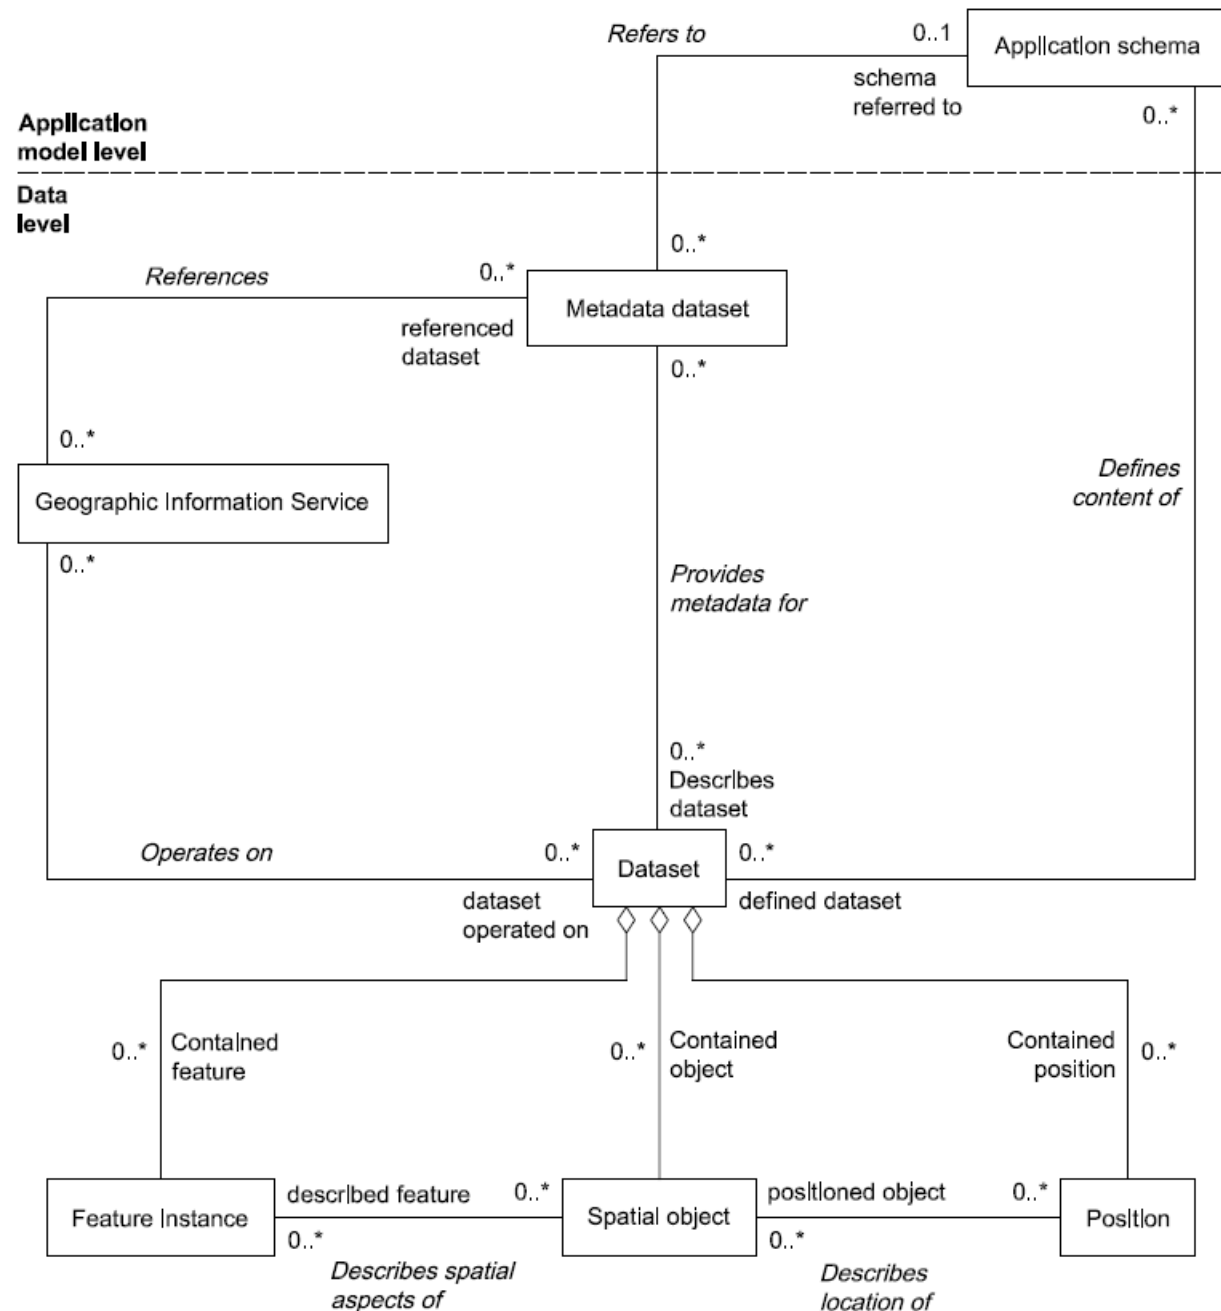 Refers to
0..1
Application schema
schema
referred to
0..*
Application
model level
Data
level
0..*
References
0..*
Metadata dataset
referenced
dataset
0..*
0..*
Geographic Information Service
0..*
Defines
content of
Provides
metadata for
0..*
Describes
dataset
Operates on
0..*
Dataset
0..*
dataset
operated on
defined dataset
0..*
Contained
feature
0..*
Contained
object
Contained
position
0..*
Feature Instance
described feature
0..*
0..*
Describes spatial
aspects of
Spatial object
positioned object
0..*
0..*
Describes
location of
Position